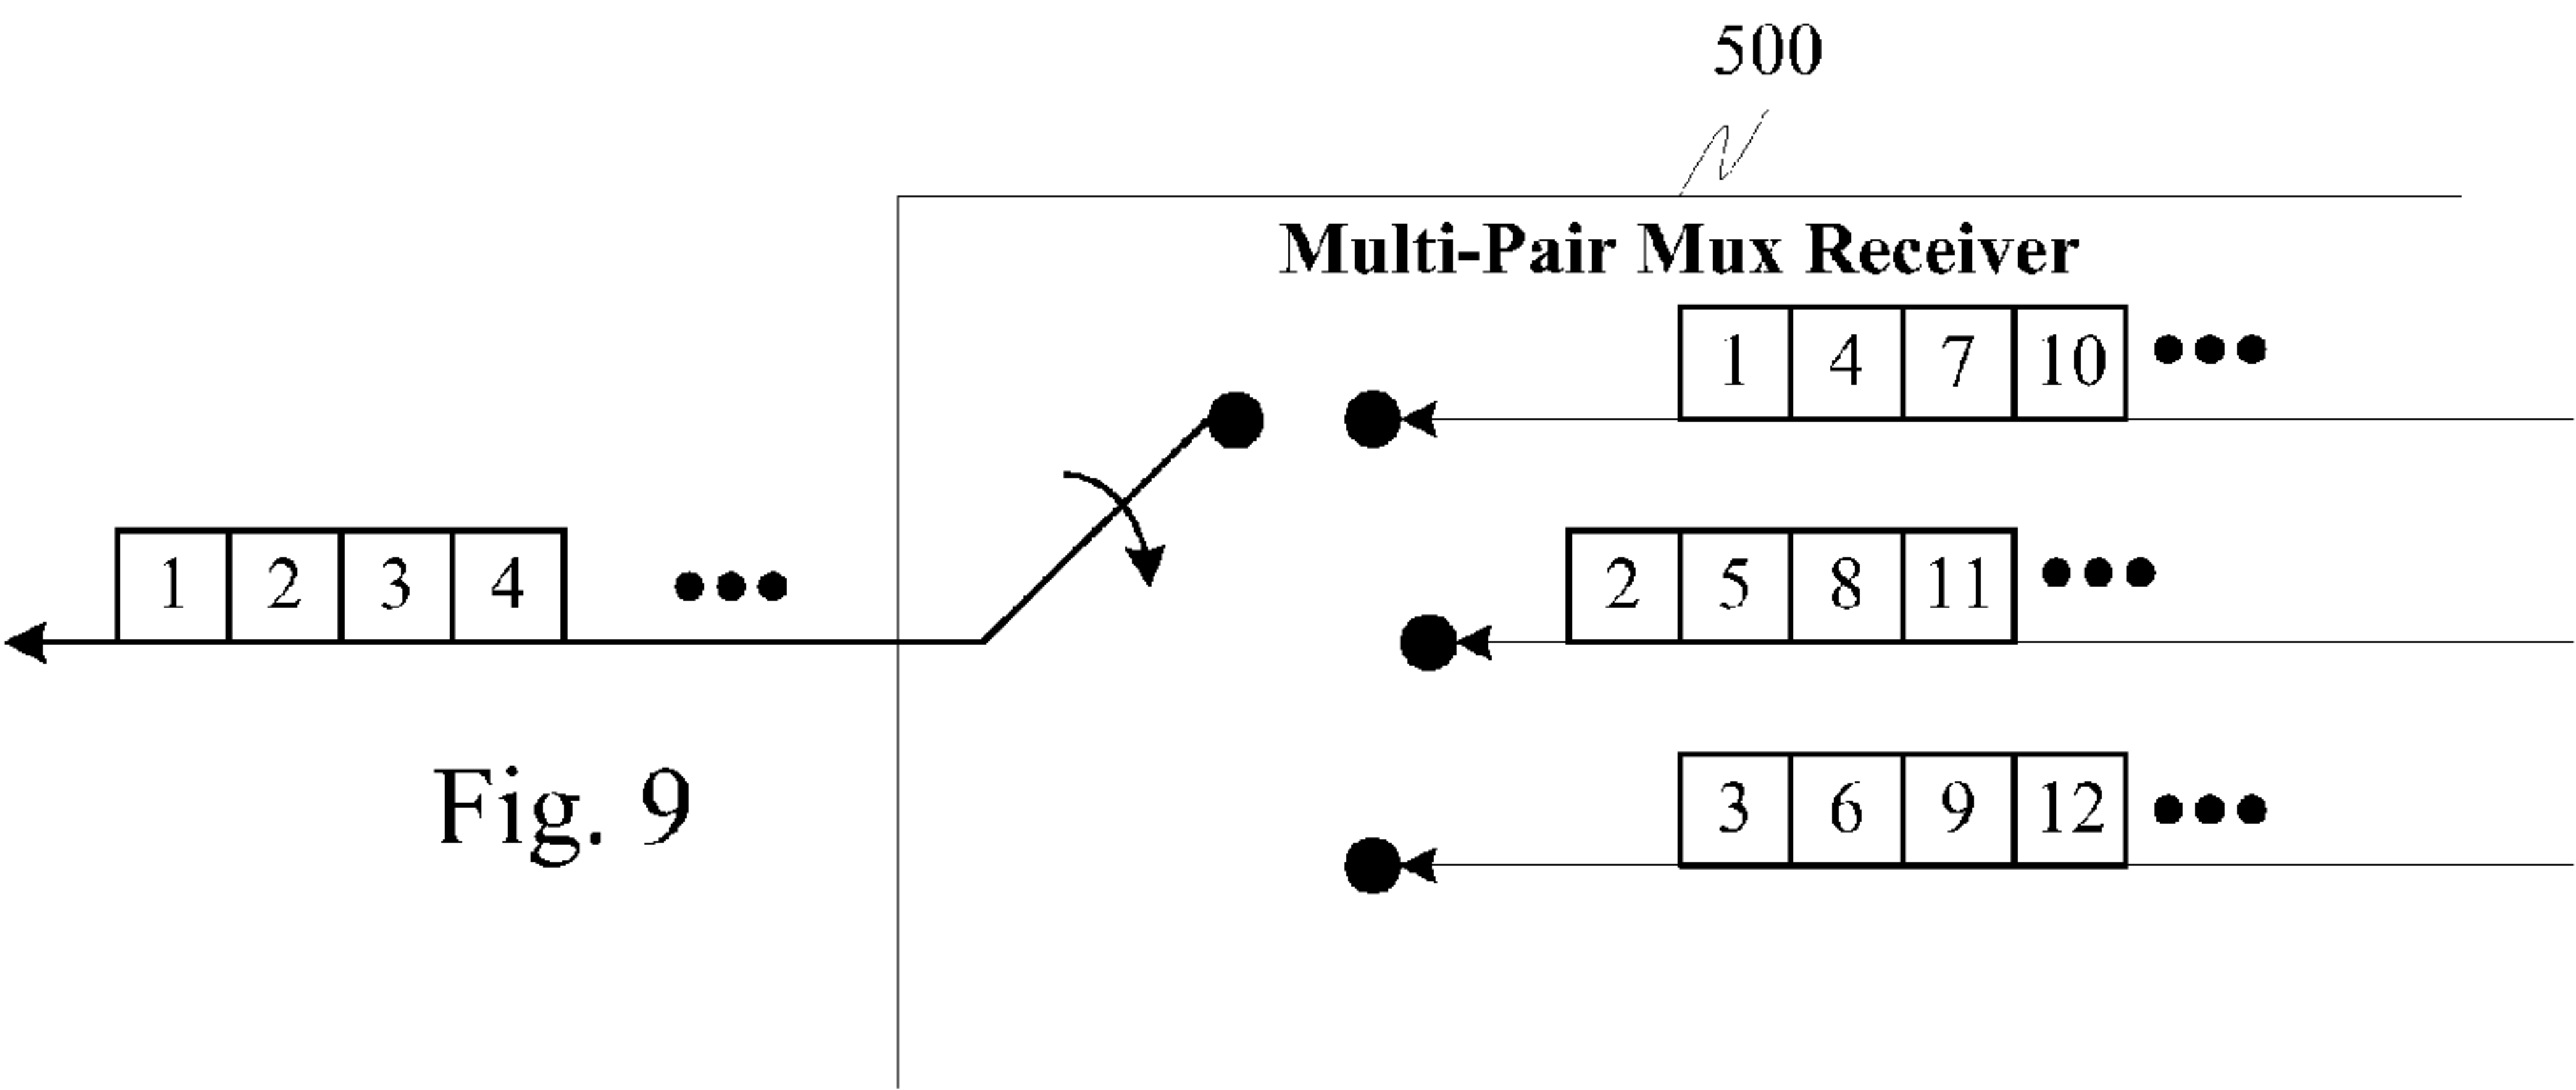 500
Multi-Pair Mux Receiver
1 4 7 10 •••
1 2 3 4 •••
2 5 8 11 •••
3 6 9 12 •••
Fig. 9